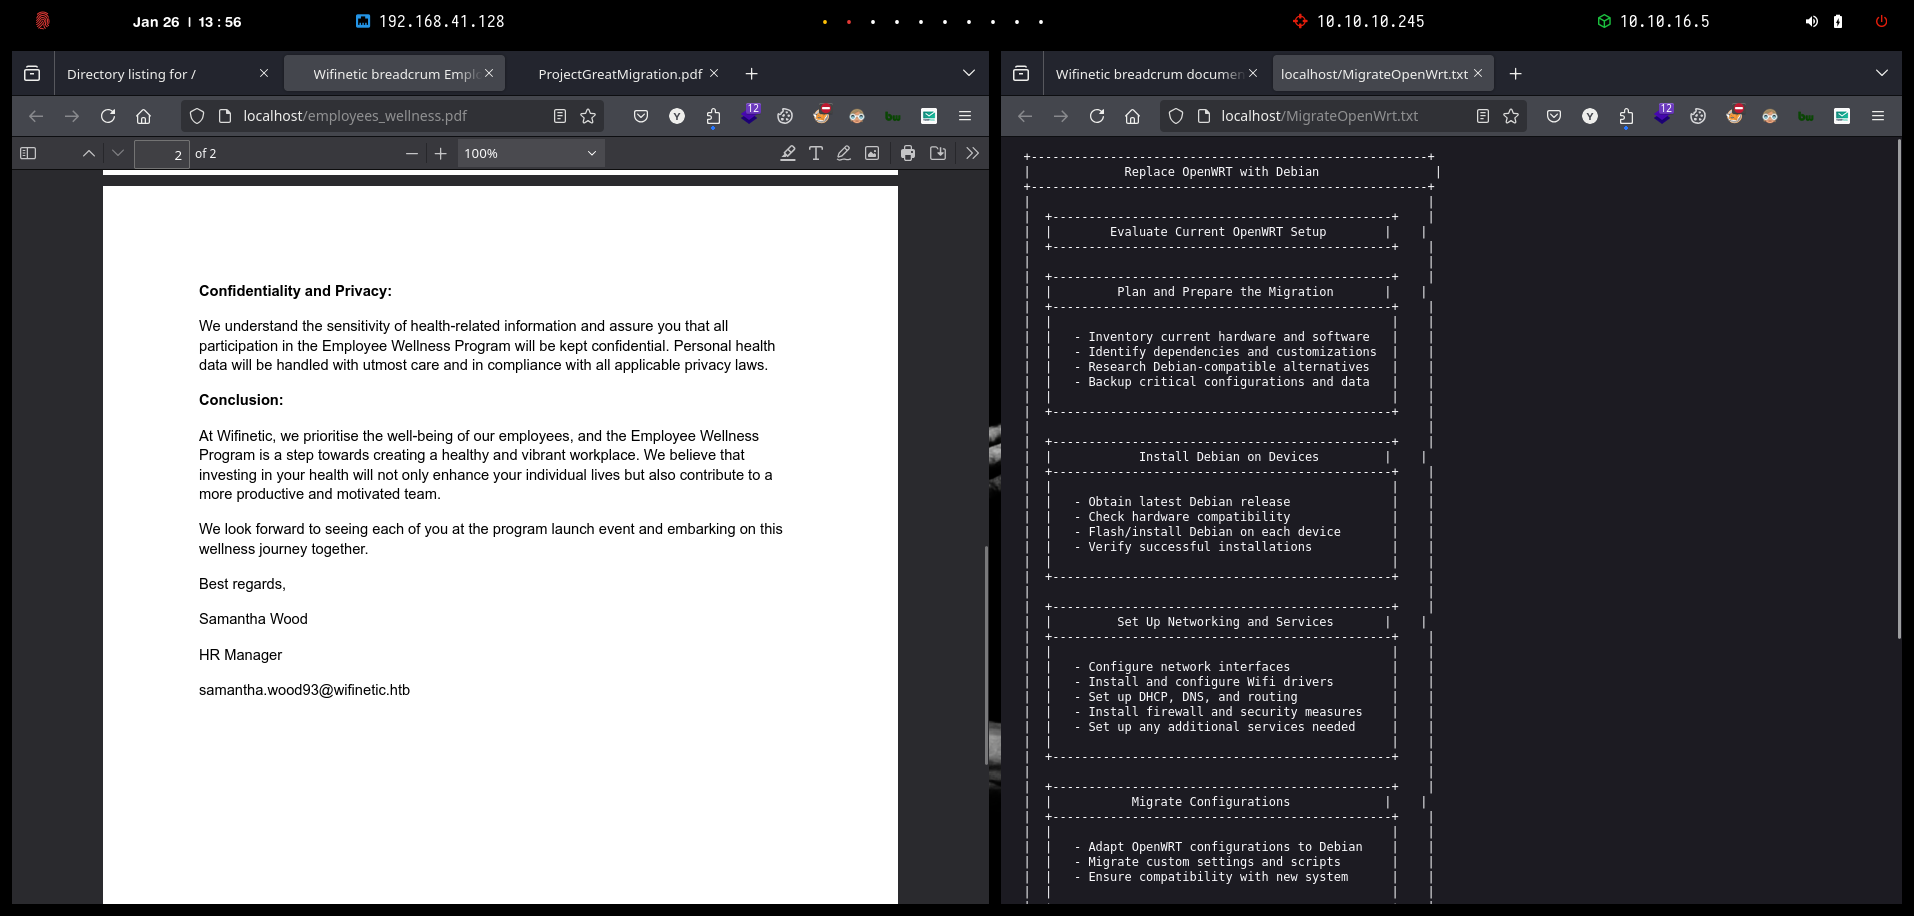 Jan 26 | 13 : 56
192.168.41.128
10.10.10.245
10.10.16.5
Directory listing for /
Wifinetic breadcrum Empl
ProjectGreatMigration.pdf
localhost/employees_wellness.pdf
12
2
of 2
100%
Confidentiality and Privacy:
We understand the sensitivity of health-related information and assure you that all
participation in the Employee Wellness Program will be kept confidential. Personal health
data will be handled with utmost care and in compliance with all applicable privacy laws.
Conclusion:
At Wifinetic, we prioritise the well-being of our employees, and the Employee Wellness
Program is a step towards creating a healthy and vibrant workplace. We believe that
investing in your health will not only enhance your individual lives but also contribute to a
more productive and motivated team.
We look forward to seeing each of you at the program launch event and embarking on this
wellness journey together.
Best regards,
Samantha Wood
HR Manager
samantha.wood93@wifinetic.htb
Wifinetic breadcrum documen
localhost/MigrateOpenWrt.txt
localhost/MigrateOpenWrt.txt
12
Replace OpenWRT with Debian
Evaluate Current OpenWRT Setup
Plan and Prepare the Migration
- Inventory current hardware and software
- Identify dependencies and customizations
- Research Debian-compatible alternatives
- Backup critical configurations and data
Install Debian on Devices
- Obtain latest Debian release
- Check hardware compatibility
- Flash/install Debian on each device
- Verify successful installations
Set Up Networking and Services
- Configure network interfaces
- Install and configure Wifi drivers
- Set up DHCP, DNS, and routing
- Install firewall and security measures
- Set up any additional services needed
Migrate Configurations
- Adapt OpenWRT configurations to Debian
- Migrate custom settings and scripts
- Ensure compatibility with new system